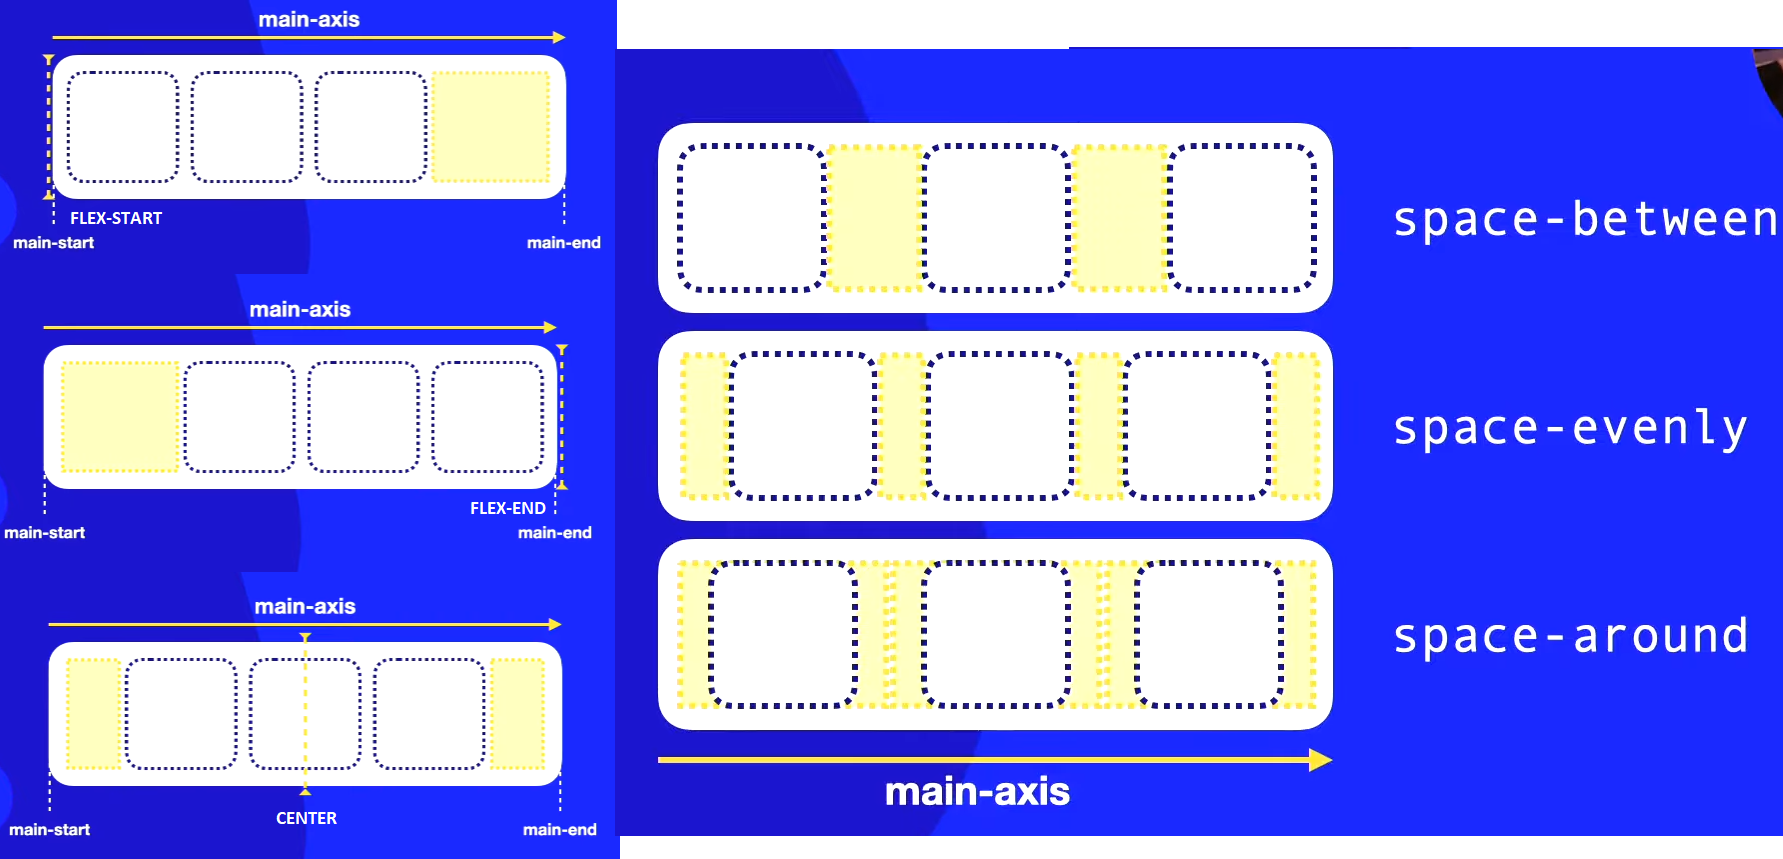 main-axis
FLEX-START
main-start
main-end
main-axis
FLEX-END
main-start
main-end
main-axis
CENTER
main-start
main-end
space-between
space-evenly
space-around
main-axis